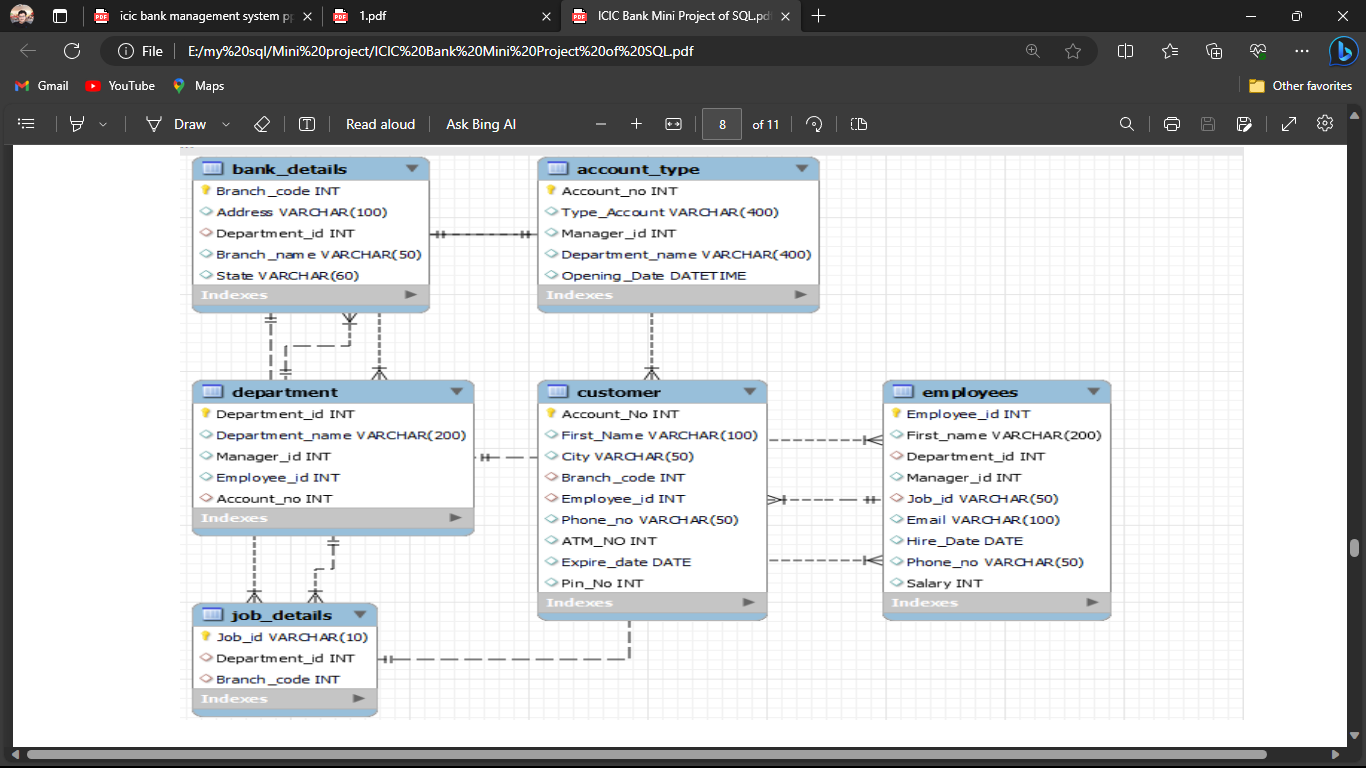 icic bank management system pp
1.pdf
ICIC Bank Mini Project of SQL.pd
File
E:/my%20sql/Mini%20project/ICIC%20Bank%20Mini%20Project%20of%20SQL.pdf
Gmail
YouTube
Maps
Other favorites
Draw
Read aloud
Ask Bing AI
8
of 11
bank_details
Branch_code INT
Address VARCHAR(100)
Department_id INT
Branch_name VARCHAR(50)
State VARCHAR(60)
Indexes
account_type
Account_no INT
Type_Account VARCHAR(400)
Manager_id INT
Department_name VARCHAR(400)
Opening_Date DATETIME
Indexes
department
Department_id INT
Department_name VARCHAR(200)
Manager_id INT
Employee_id INT
Account_no INT
Indexes
customer
Account_No INT
First_Name VARCHAR(100)
City VARCHAR(50)
Branch_code INT
Employee_id INT
Phone_no VARCHAR(50)
ATM_NO INT
Expire_date DATE
Pin_No INT
Indexes
employees
Employee_id INT
First_name VARCHAR(200)
Department_id INT
Manager_id INT
Job_id VARCHAR(50)
Email VARCHAR(100)
Hire_Date DATE
Phone_no VARCHAR(50)
Salary INT
Indexes
job_details
Job_id VARCHAR(10)
Department_id INT
Branch_code INT
Indexes